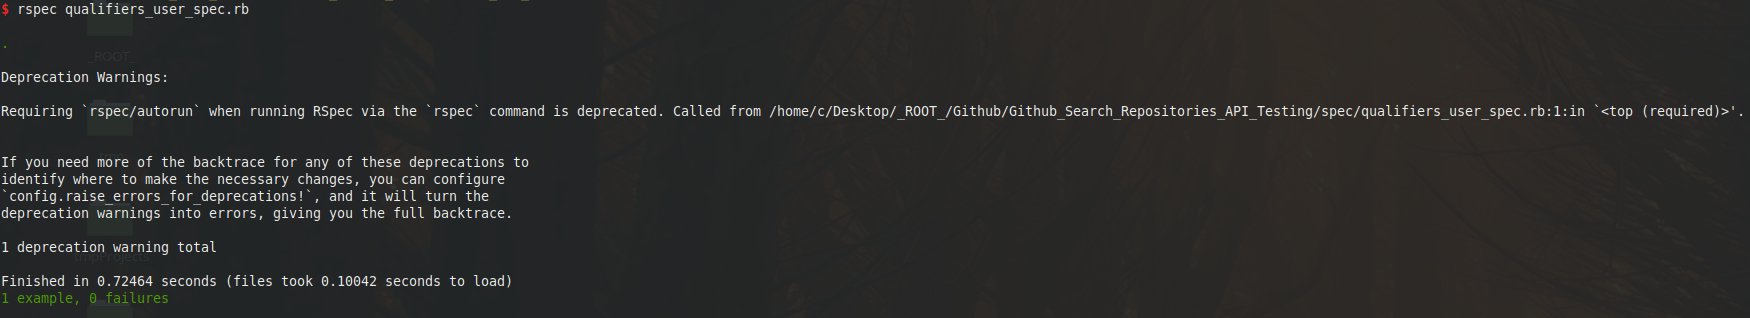 $ rspec qualifiers_user_spec.rb
.
_ROOT_
Deprecation Warnings:
Requiring `rspec/autorun` when running RSpec via the `rspec` command is deprecated. Called from /home/c/Desktop/_ROOT_/Github/Github_Search_Repositories_API_Testing/spec/qualifiers_user_spec.rb:1:in `<top (required)>'.
If you need more of the backtrace for any of these deprecations to
identify where to make the necessary changes, you can configure
`config.raise_errors_for_deprecations!`, and it will turn the
deprecation warnings into errors, giving you the full backtrace.
1 deprecation warning total
tmpProjects
Finished in 0.72464 seconds (files took 0.10042 seconds to load)
1 example, 0 failures